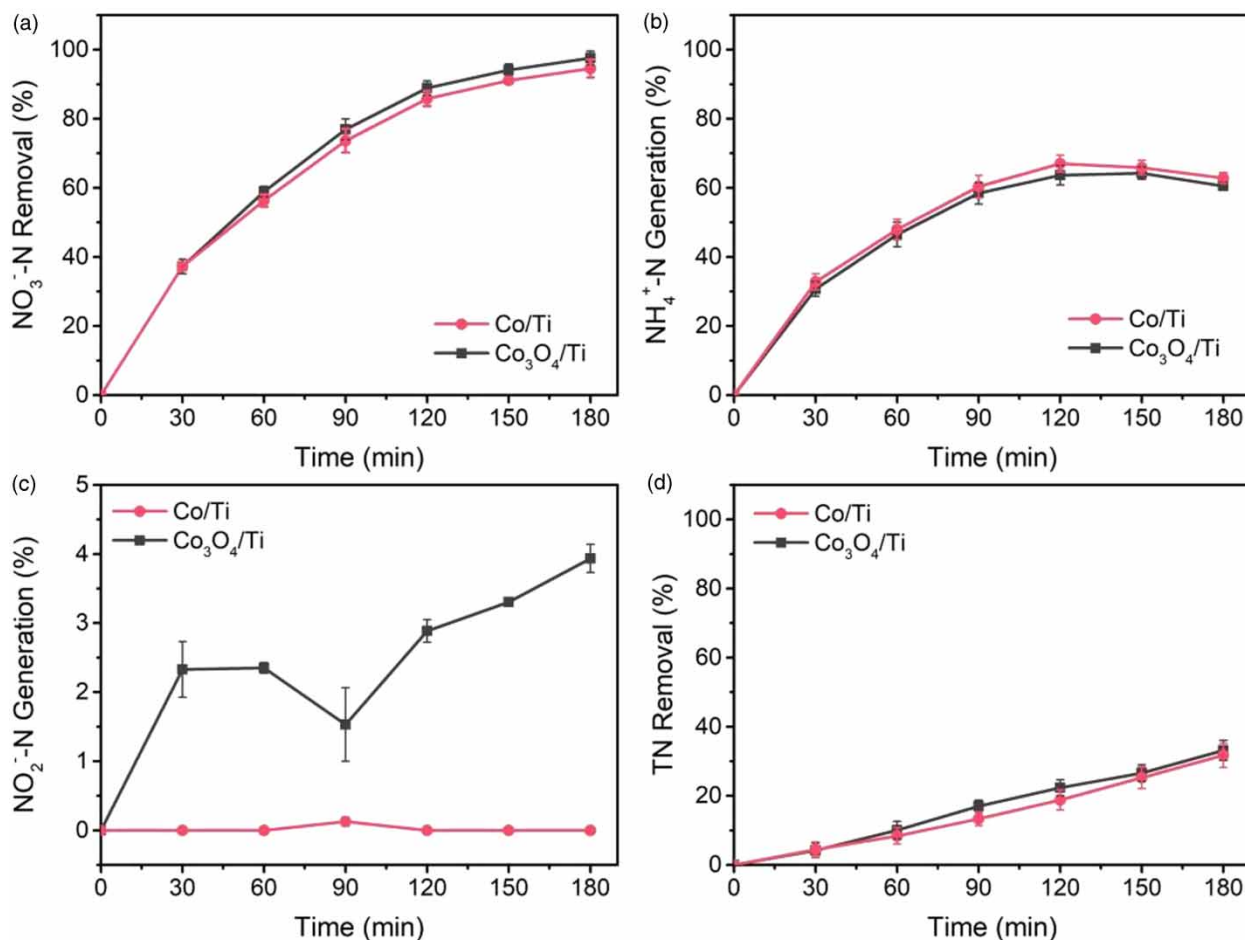 (a)
NO₃⁻-N Removal (%)
100
80
60
40
20
0
Co/Ti
Co₃O₄/Ti
0 30 60 90 120 150 180
Time (min)
(b)
NH₄⁺-N Generation (%)
100
80
60
40
20
0
Co/Ti
Co₃O₄/Ti
0 30 60 90 120 150 180
Time (min)
(c)
NO₂⁻-N Generation (%)
5
4
3
2
1
0
Co/Ti
Co₃O₄/Ti
0 30 60 90 120 150 180
Time (min)
(d)
TN Removal (%)
100
80
60
40
20
0
Co/Ti
Co₃O₄/Ti
0 30 60 90 120 150 180
Time (min)